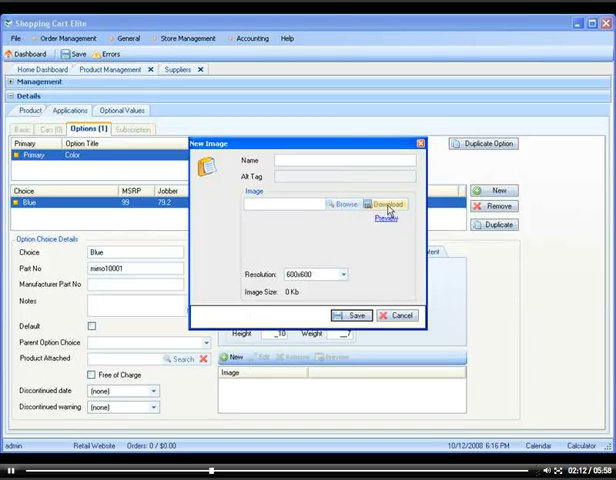 Shopping Cart Elite
File Order Management General Store Management Accounting Help
Dashboard Save Errors
Home Dashboard Product Management Suppliers
Management
Details
Product Applications Optional Values
Basic Cars (0) Options (1) Subscription
Primary Option Title
Primary Color
Duplicate Option
Choice MSRP Jobber
Blue 99 79.2
New
Remove
Duplicate
New Image
Name
Alt Tag
Image
Browse Download
Preview
Resolution: 600x600
Image Size: 0 Kb
Save Cancel
Option Choice Details
Choice Blue
Part No mimo10001
Manufacturer Part No
Notes
Default
Parent Option Choice
Product Attached Search
Free of Charge
Discontinued date (none)
Discontinued warning (none)
Height _10 Weight __7
New Edit Remove Preview
Image
admin Retail Website Orders: 0 / $0.00 10/12/2008 - 6:16 PM Calendar Calculator
02:12 / 05:58